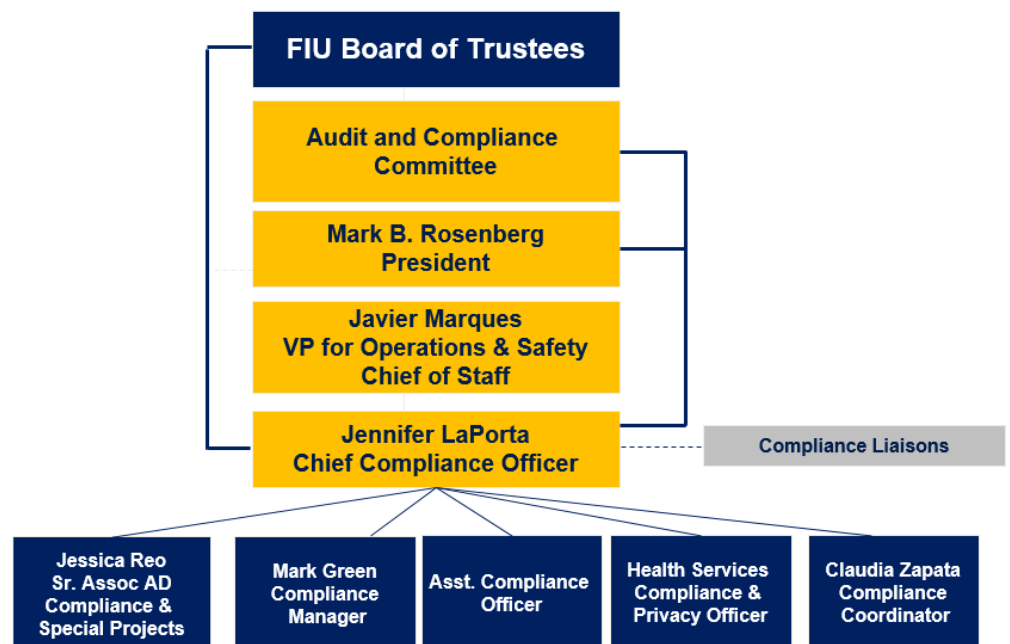 FIU Board of Trustees
Audit and Compliance
Committee
Mark B. Rosenberg
President
Javier Marques
VP for Operations & Safety
Chief of Staff
Jennifer LaPorta
Chief Compliance Officer
Compliance Liaisons
Jessica Reo
Sr. Assoc AD
Compliance &
Special Projects
Mark Green
Compliance
Manager
Asst. Compliance
Officer
Health Services
Compliance &
Privacy Officer
Claudia Zapata
Compliance
Coordinator